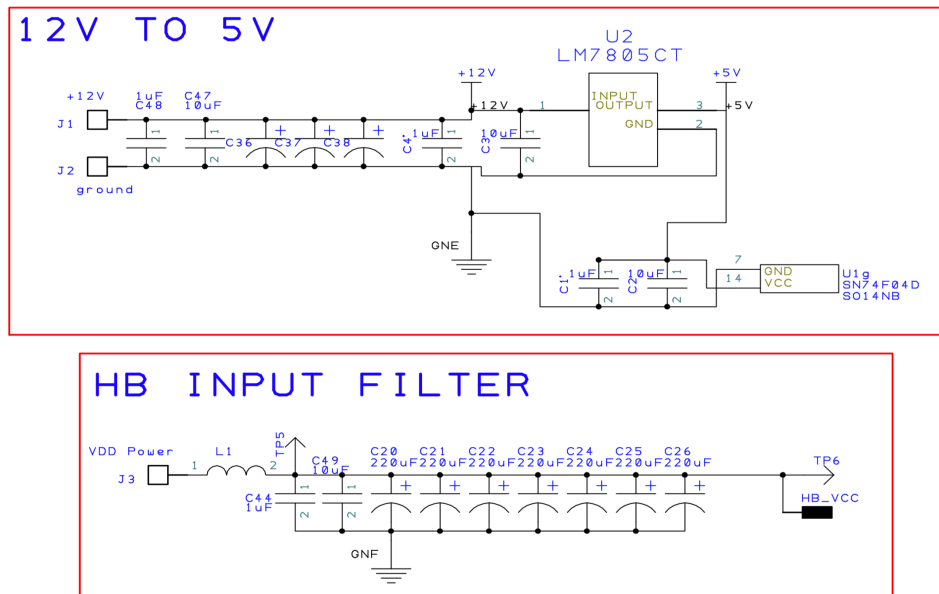 12V TO 5V
U2
LM7805CT
+12V
+5V
+12V
1uF
C48
C47
10uF
INPUT
OUTPUT
GND
+12V
1
3
+5V
2
J1
1
2
1
2
C36
+
C37
+
C38
+
C4
1uF
1
2
C3
10uF
1
2
J2
ground
GNE
C1
1uF
1
2
C2
10uF
1
2
7
14
GND
VCC
U1g
SN74F04D
SO14NB
HB INPUT FILTER
VDD Power
J3
1
L1
2
TP5
C49
10uF
C44
1uF
1
2
1
2
C20
220uF
+
C21
220uF
+
C22
220uF
+
C23
220uF
+
C24
220uF
+
C25
220uF
+
C26
220uF
+
TP6
HB_VCC
GNF